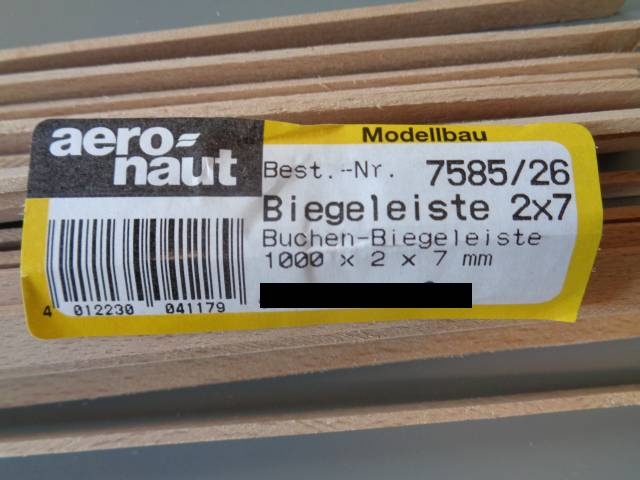 aero-
naut
Modellbau
Best.-Nr. 7585/26
Biegeleiste 2x7
Buchen-Biegeleiste
1000 x 2 x 7 mm
4 012230 041179